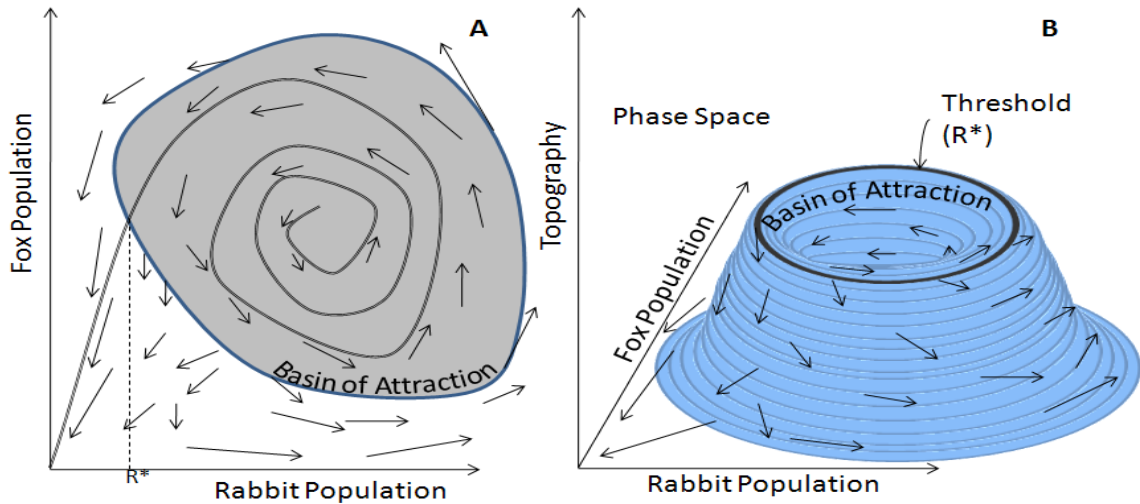 A
Fox Population
Basin of Attraction
R*
Rabbit Population
B
Topography
Phase Space
Threshold
(R*)
Basin of Attraction
Fox Population
Rabbit Population